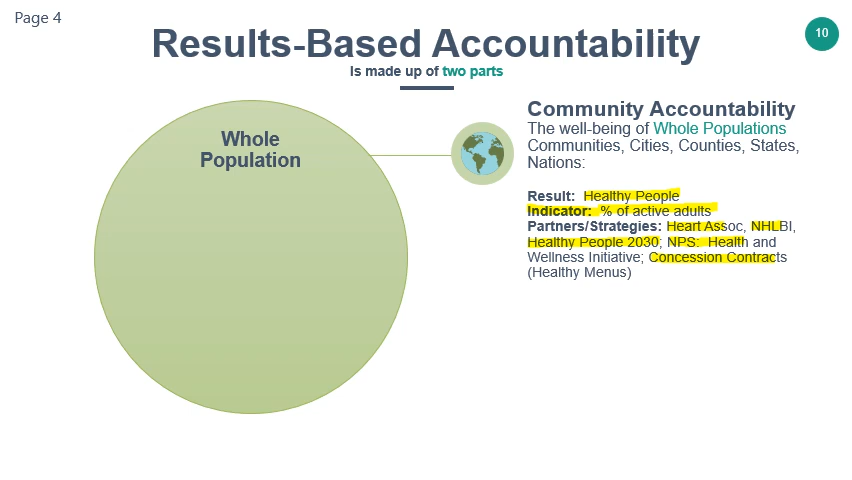 Page 4
10
Results-Based Accountability
Is made up of two parts
Whole
Population
Community Accountability
The well-being of Whole Populations
Communities, Cities, Counties, States,
Nations:
Result: Healthy People
Indicator: % of active adults
Partners/Strategies: Heart Assoc, NHLBI,
Healthy People 2030; NPS: Health and
Wellness Initiative; Concession Contracts
(Healthy Menus)